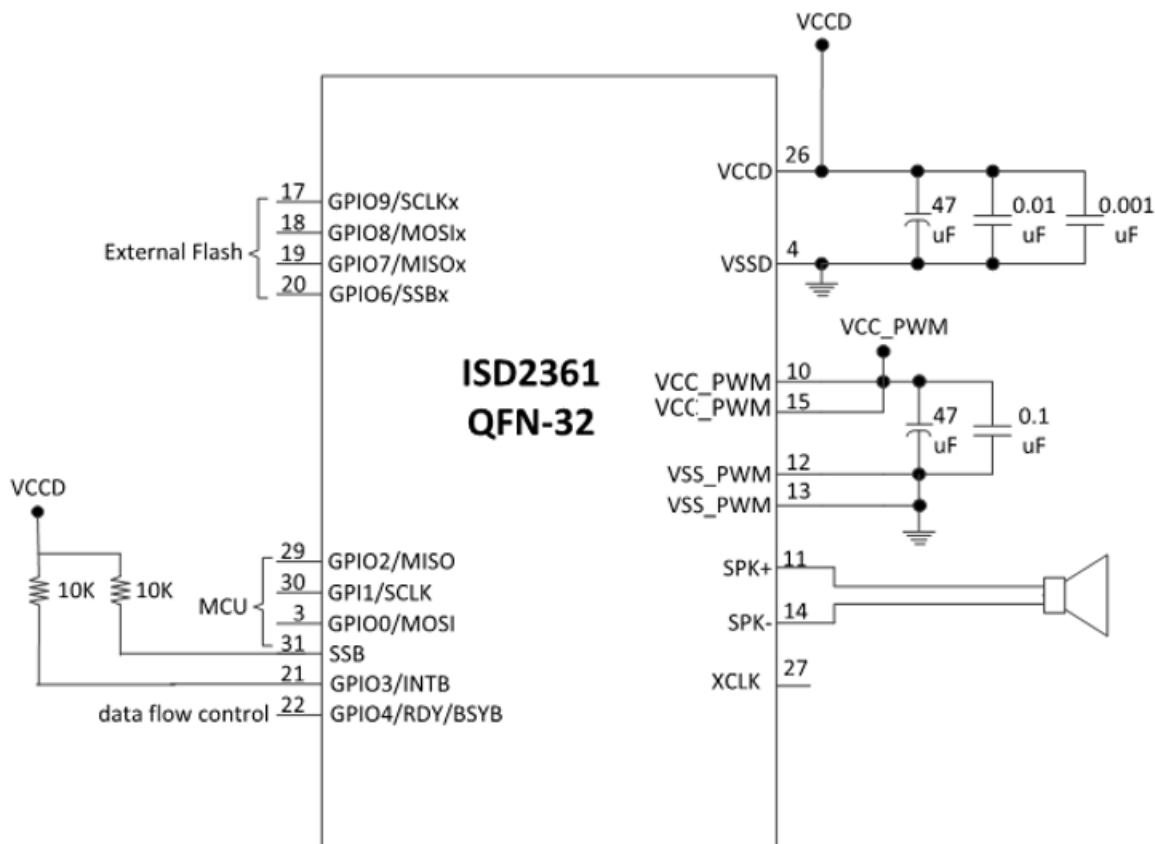 VCCD
26
VCCD
47
uF
0.01
uF
0.001
uF
4
VSSD
17
GPIO9/SCLKx
18
GPIO8/MOSIx
External Flash
19
GPIO7/MISOx
20
GPIO6/SSBx
ISD2361
QFN-32
VCC_PWM
VCC_PWM
10
VCC_PWM
15
47
uF
0.1
uF
VSS_PWM
12
VSS_PWM
13
VCCD
10K
10K
MCU
29
GPIO2/MISO
30
GPI1/SCLK
3
GPIO0/MOSI
31
SSB
21
GPIO3/INTB
data flow control
22
GPIO4/RDY/BSYB
SPK+
11
SPK-
14
XCLK
27